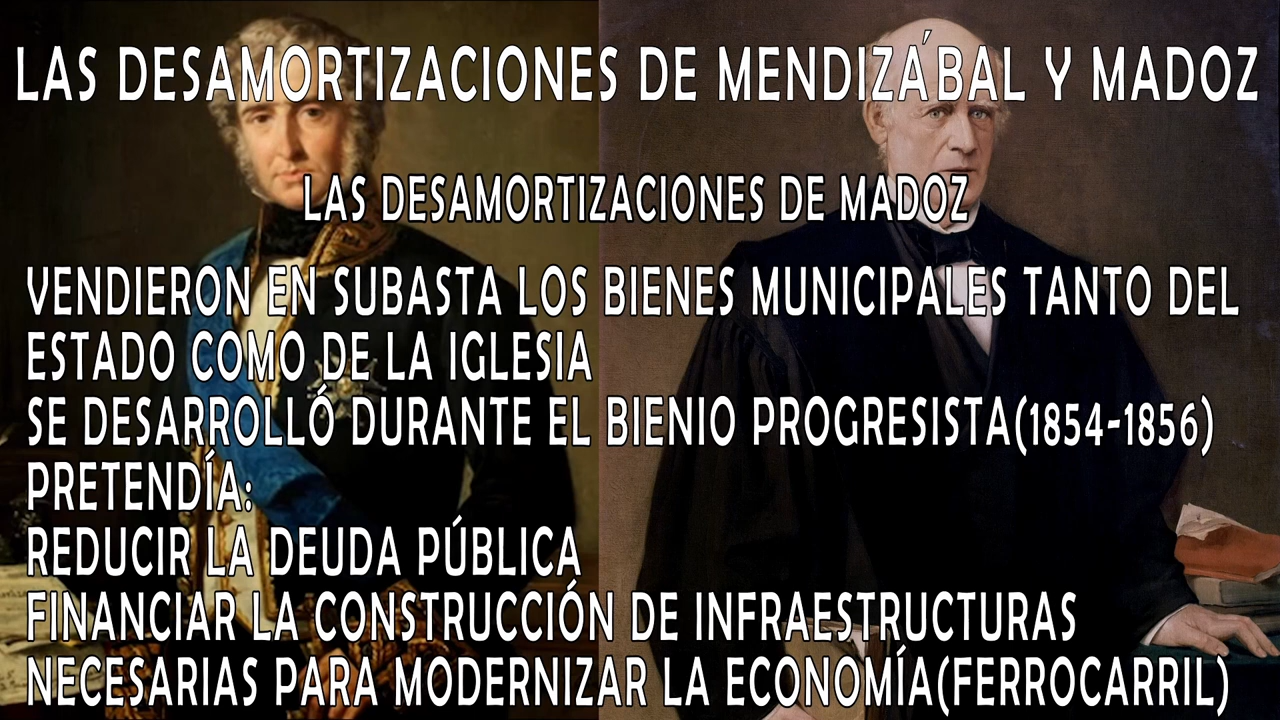 LAS DESAMORTIZACIONES DE MENDIZÁBAL Y MADOZ
LAS DESAMORTIZACIONES DE MADOZ
VENDIERON EN SUBASTA LOS BIENES MUNICIPALES TANTO DEL
ESTADO COMO DE LA IGLESIA
SE DESARROLLÓ DURANTE EL BIENIO PROGRESISTA(1854-1856)
PRETENDÍA:
REDUCIR LA DEUDA PÚBLICA
FINANCIAR LA CONSTRUCCIÓN DE INFRAESTRUCTURAS
NECESARIAS PARA MODERNIZAR LA ECONOMÍA(FERROCARRIL)